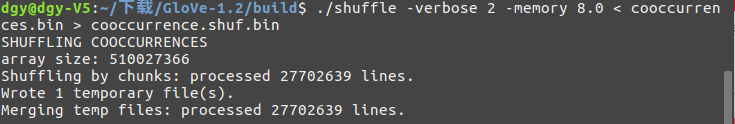 dgy@dgy-V5:~/下载/GloVe-1.2/build$ ./shuffle -verbose 2 -memory 8.0 < cooccurren
ces.bin > cooccurrence.shuf.bin
SHUFFLING COOCCURRENCES
array size: 510027366
Shuffling by chunks: processed 27702639 lines.
Wrote 1 temporary file(s).
Merging temp files: processed 27702639 lines.